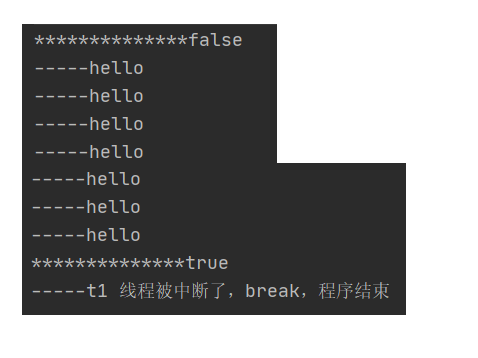 **************false
-----hello
-----hello
-----hello
-----hello
-----hello
-----hello
-----hello
**************true
-----t1 线程被中断了，break，程序结束